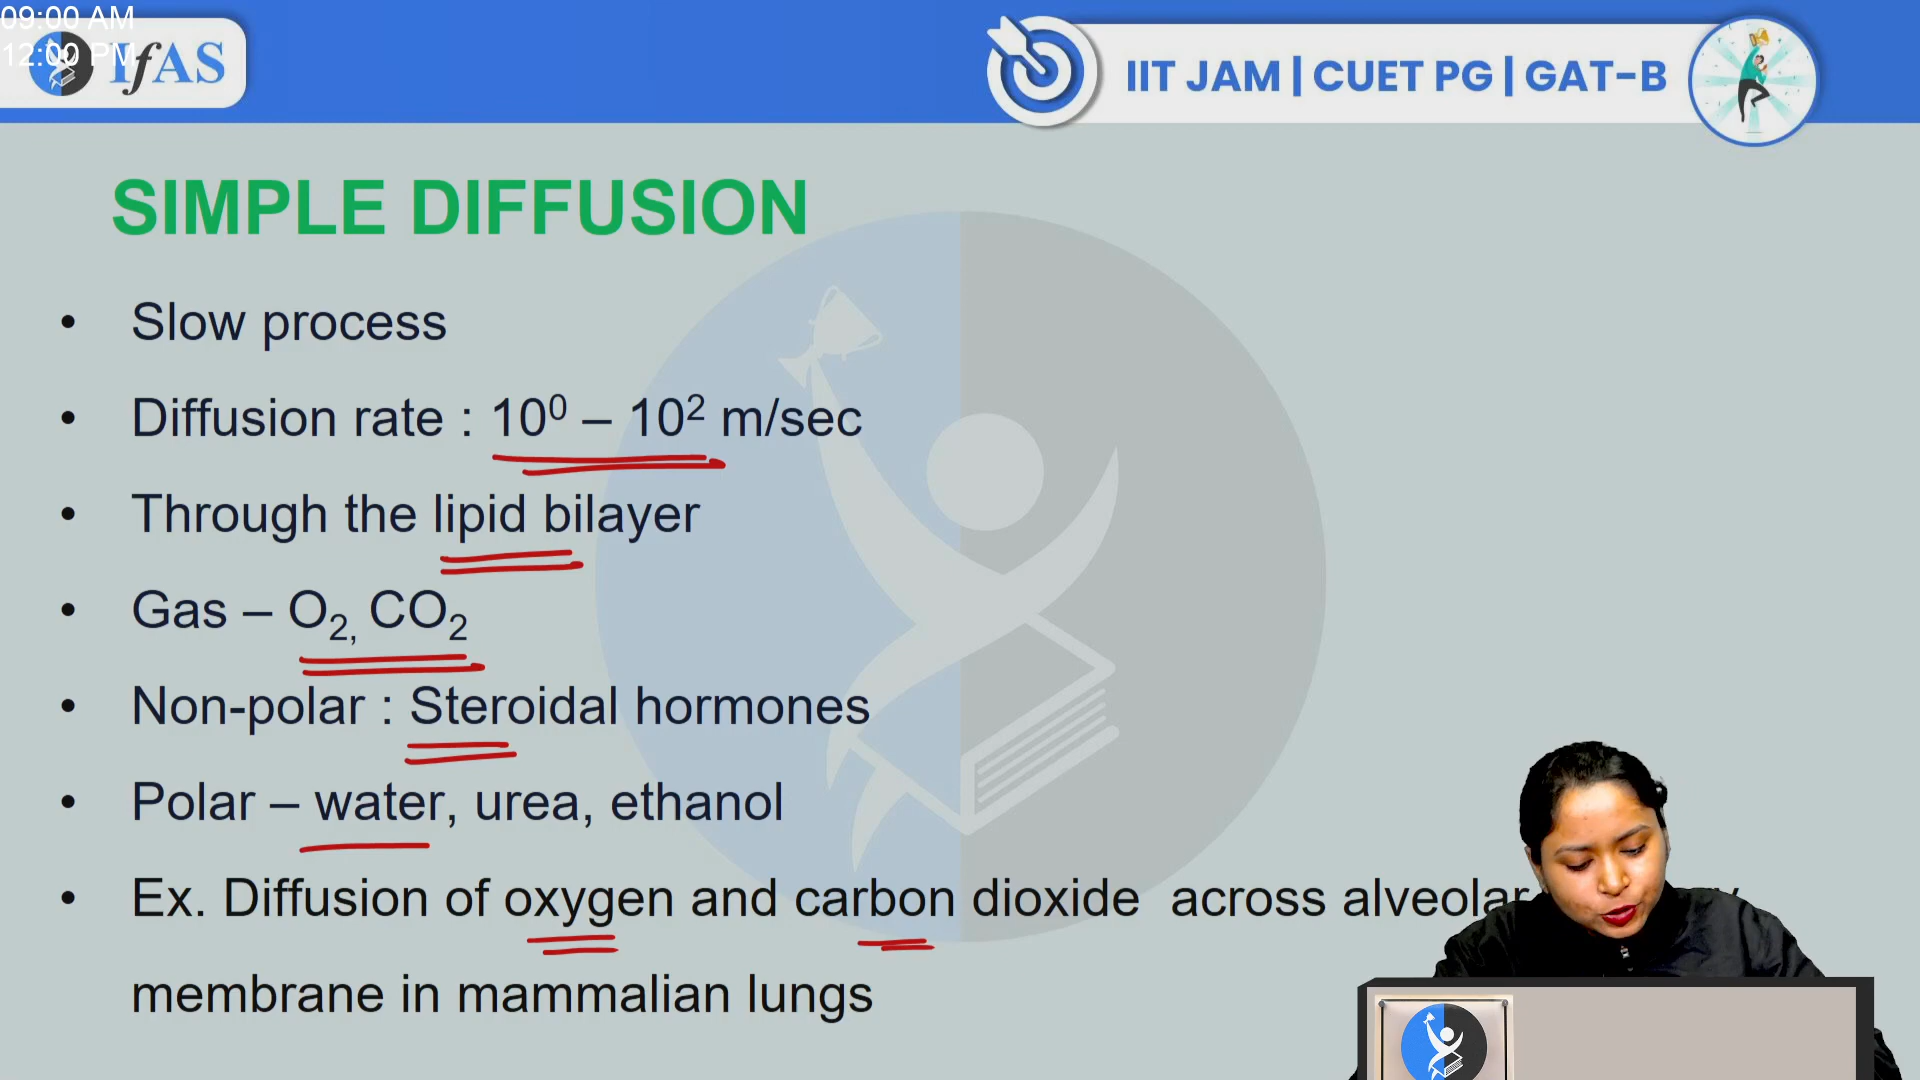 09:00 AM
12:00 PM
IfAS
IIT JAM | CUET PG | GAT-B
SIMPLE DIFFUSION
• Slow process
• Diffusion rate : 10⁰ – 10² m/sec
• Through the lipid bilayer
• Gas – O₂, CO₂
• Non-polar : Steroidal hormones
• Polar – water, urea, ethanol
• Ex. Diffusion of oxygen and carbon dioxide across alveolar
membrane in mammalian lungs